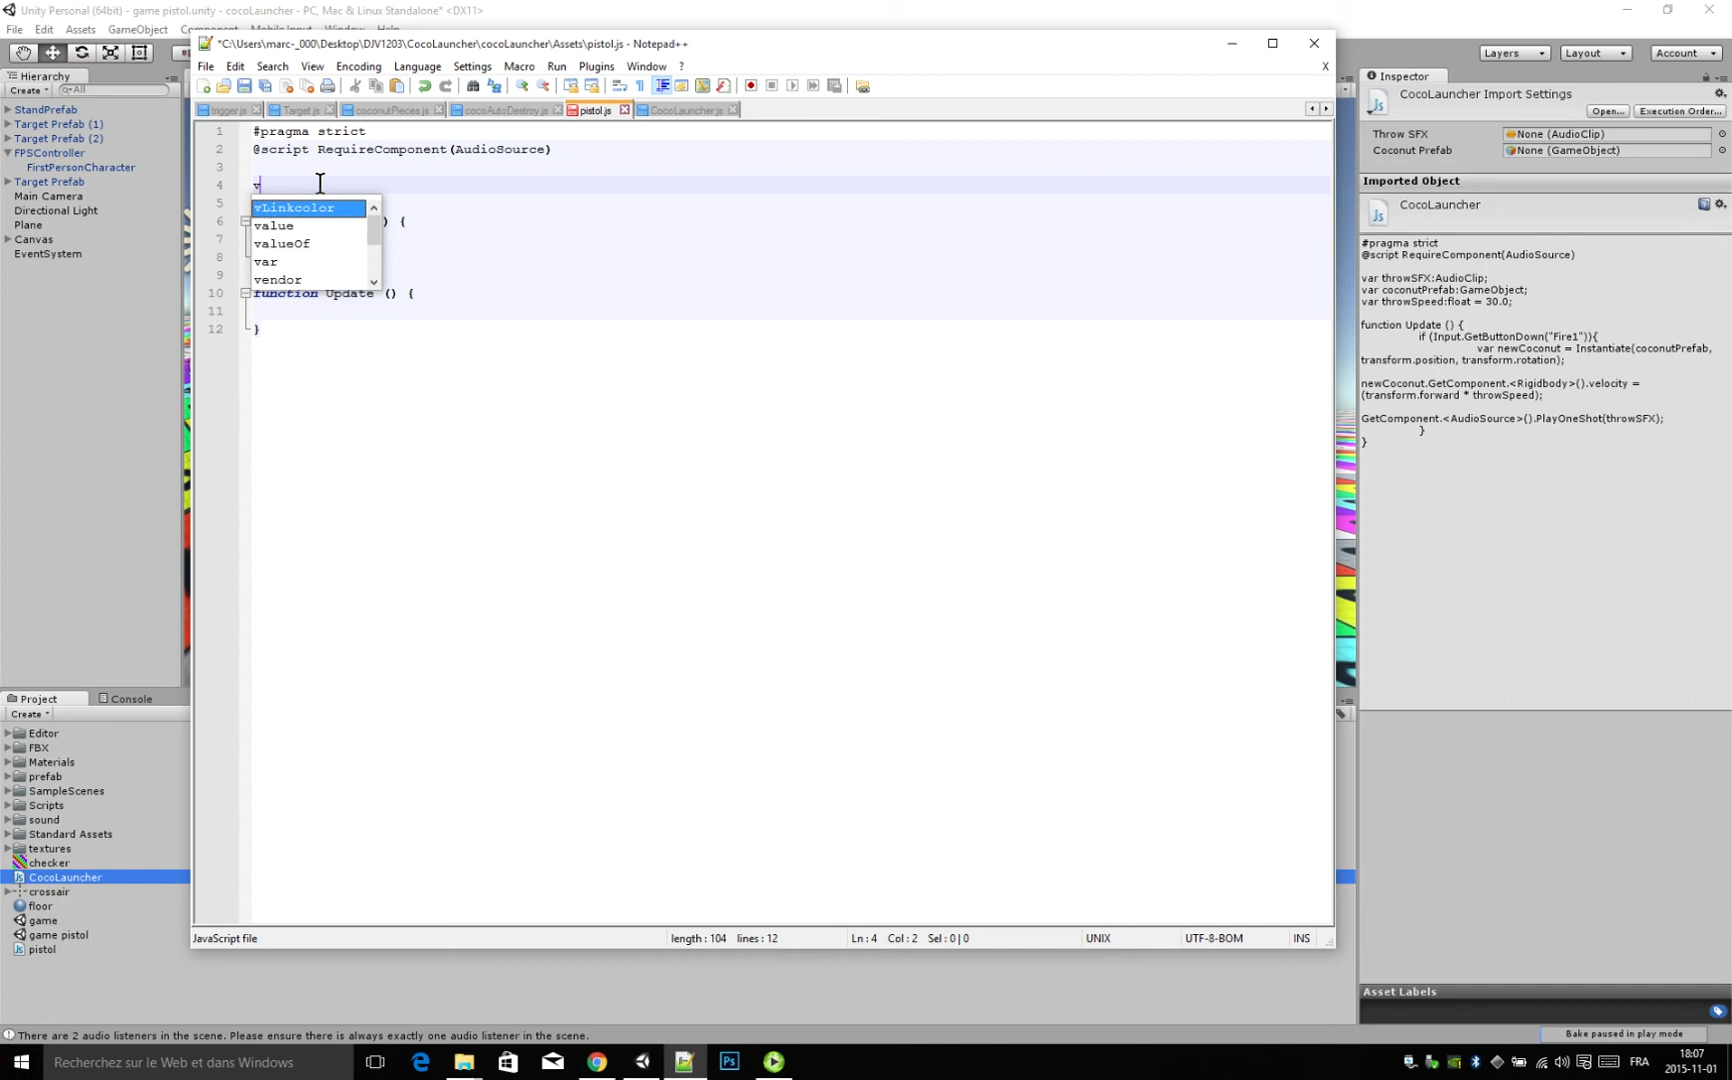 Unity Personal (64bit) - game pistol.unity - cocoLauncher - PC, Mac & Linux Standalone* <DX11>
File Edit Assets GameObject Component Mobile Input Window Help
Layers Layout Account
Hierarchy
Create All
StandPrefab
Target Prefab (1)
Target Prefab (2)
FPSController
FirstPersonCharacter
Target Prefab
Main Camera
Directional Light
Plane
Canvas
EventSystem
*C:\Users\marc-_000\Desktop\DJV1203\CocoLauncher\cocoLauncher\Assets\pistol.js - Notepad++
File Edit Search View Encoding Language Settings Macro Run Plugins Window ? X
trigger.js Target.js coconutPieces.js cocoAutoDestroy.js pistol.js CocoLauncher.js
1 #pragma strict
2 @script RequireComponent(AudioSource)
3
4 v
5
6 ) {
7
8
9
10 function Update () {
11
12 }
vLinkcolor
value
valueOf
var
vendor
JavaScript file length : 104 lines : 12 Ln : 4 Col : 2 Sel : 0 | 0 UNIX UTF-8-BOM INS
Inspector
CocoLauncher Import Settings
Open... Execution Order...
Throw SFX None (AudioClip)
Coconut Prefab None (GameObject)
Imported Object
CocoLauncher
#pragma strict
@script RequireComponent(AudioSource)
var throwSFX:AudioClip;
var coconutPrefab:GameObject;
var throwSpeed:float = 30.0;
function Update () {
if (Input.GetButtonDown("Fire1")){
var newCoconut = Instantiate(coconutPrefab,
transform.position, transform.rotation);
newCoconut.GetComponent.<Rigidbody>().velocity =
(transform.forward * throwSpeed);
GetComponent.<AudioSource>().PlayOneShot(throwSFX);
}
}
Asset Labels
Project Console
Create
Editor
FBX
Materials
prefab
SampleScenes
Scripts
sound
Standard Assets
textures
checker
CocoLauncher
crossair
floor
game
game pistol
pistol
There are 2 audio listeners in the scene. Please ensure there is always exactly one audio listener in the scene.
Bake paused in play mode
Recherchez sur le Web et dans Windows
FRA 18:07
2015-11-01